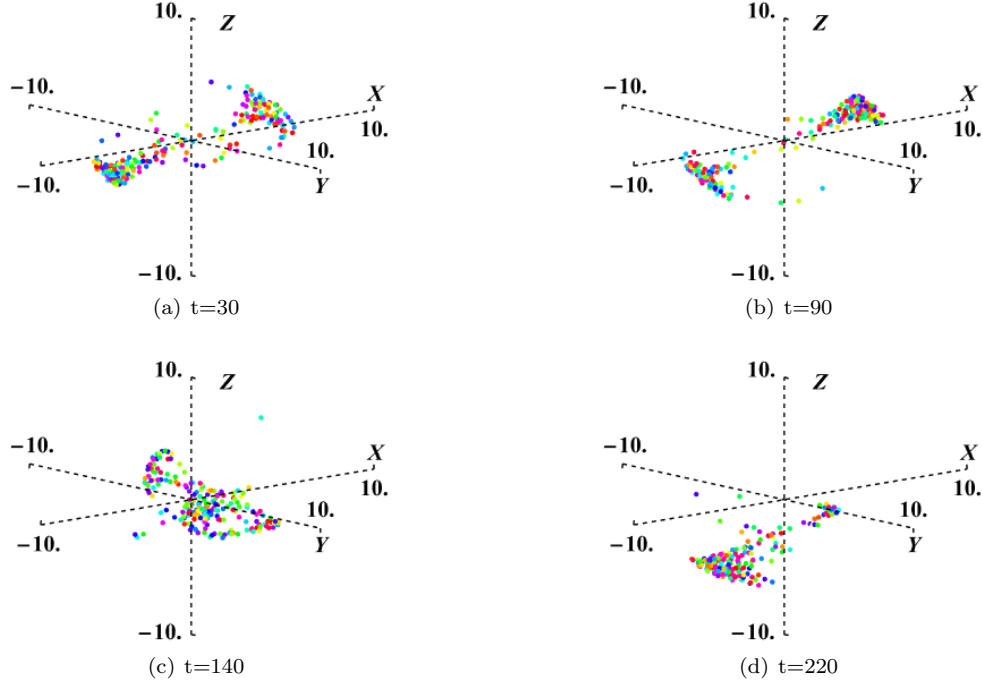 10. Z
−10. X
10. 10.
−10. Y
−10.
(a) t=30
10. Z
−10. X
10. 10.
−10. Y
−10.
(b) t=90
10. Z
−10. X
10. 10.
−10. Y
−10.
(c) t=140
10. Z
−10. X
10. 10.
−10. Y
−10.
(d) t=220